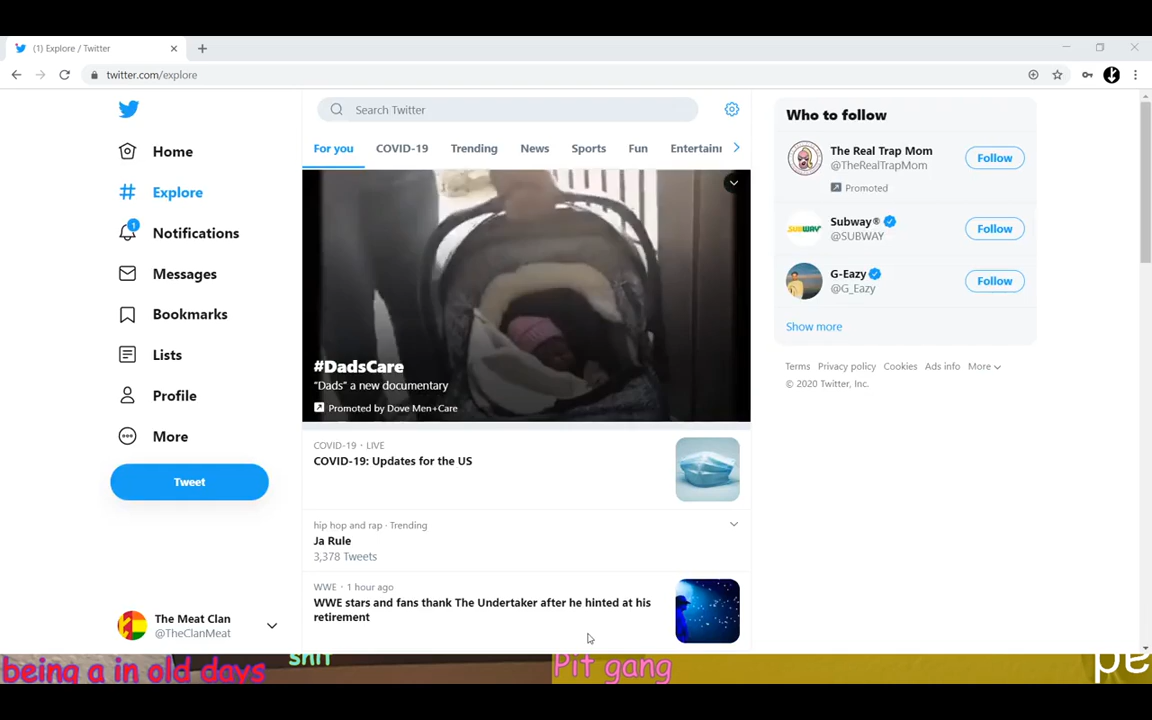 (1) Explore / Twitter
twitter.com/explore
Home
Explore
1
Notifications
Messages
Bookmarks
Lists
Profile
More
Tweet
The Meat Clan
@TheClanMeat
Search Twitter
For you
COVID-19
Trending
News
Sports
Fun
Entertain
#DadsCare
"Dads" a new documentary
Promoted by Dove Men+Care
COVID-19 · LIVE
COVID-19: Updates for the US
hip hop and rap · Trending
Ja Rule
3,378 Tweets
WWE · 1 hour ago
WWE stars and fans thank The Undertaker after he hinted at his
retirement
Who to follow
The Real Trap Mom
@TheRealTrapMom
Promoted
Follow
SUBWAY
Subway®
@SUBWAY
Follow
G-Eazy
@G_Eazy
Follow
Show more
Terms Privacy policy Cookies Ads info More
© 2020 Twitter, Inc.
being a in old days
shit
Pit gang